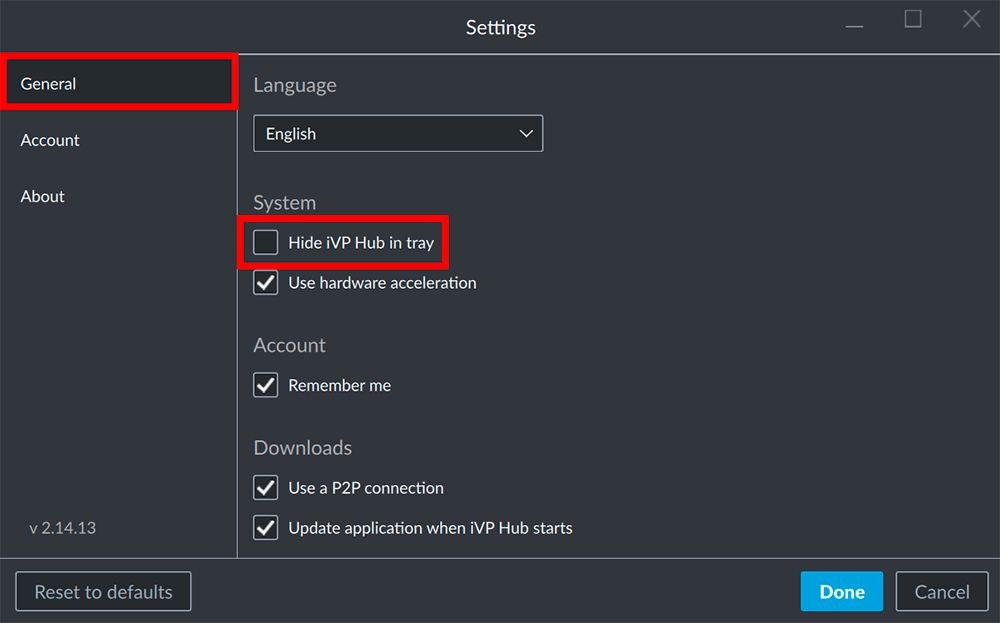 Settings
General
Account
About
v 2.14.13
Language
English
System
Hide iVP Hub in tray
Use hardware acceleration
Account
Remember me
Downloads
Use a P2P connection
Update application when iVP Hub starts
Reset to defaults
Done
Cancel